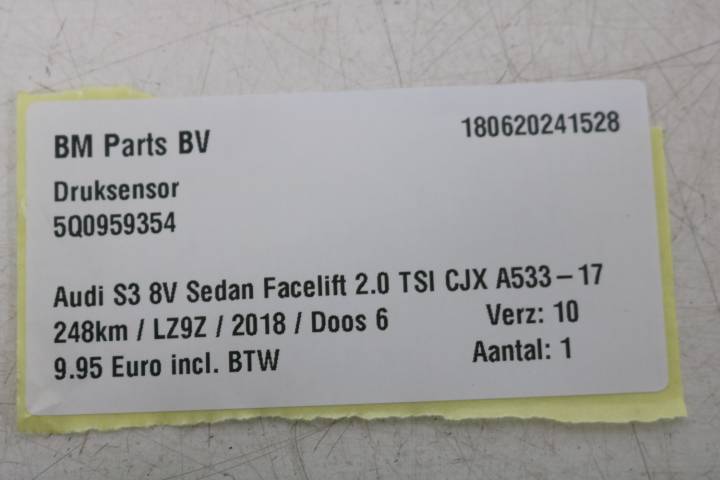 BM Parts BV 180620241528
Druksensor
5Q0959354
Audi S3 8V Sedan Facelift 2.0 TSI CJX A533-17
248km / LZ9Z / 2018 / Doos 6 Verz: 10
9.95 Euro incl. BTW Aantal: 1